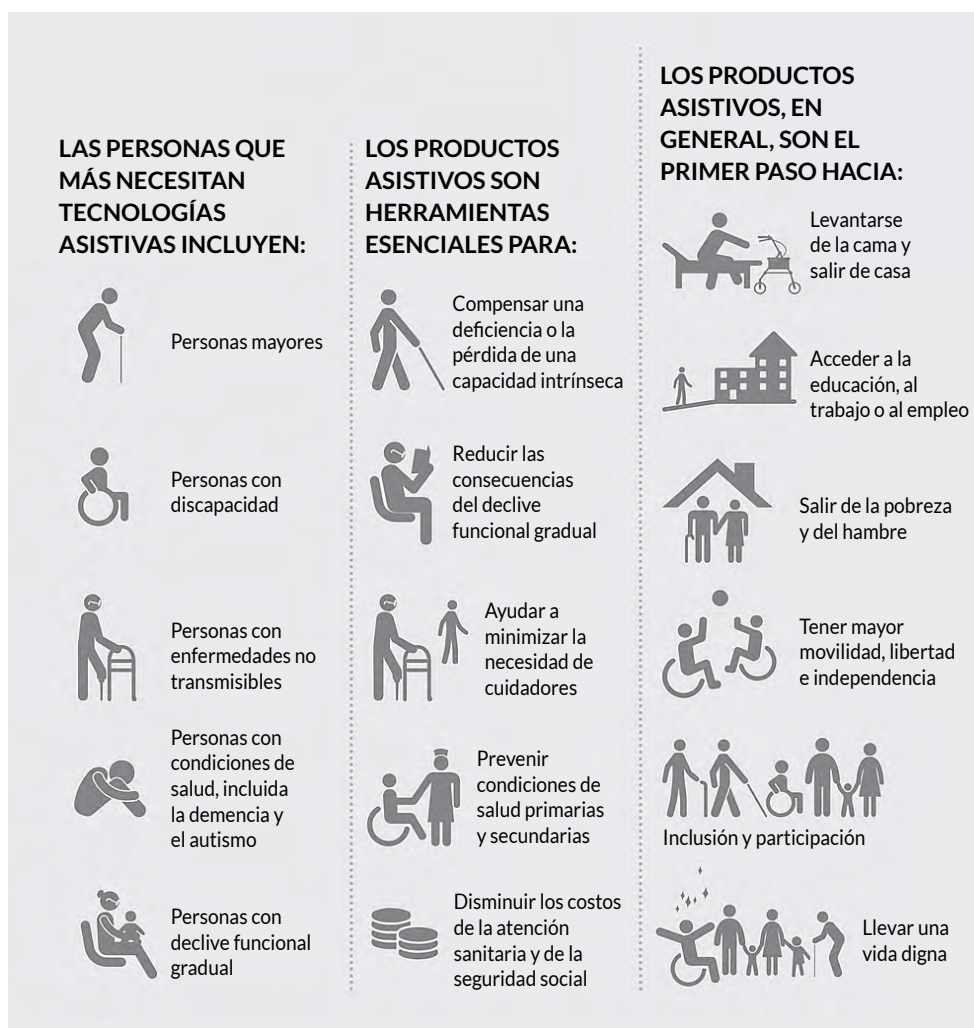 LAS PERSONAS QUE
MÁS NECESITAN
TECNOLOGÍAS
ASISTIVAS INCLUYEN:
Personas mayores
Personas con
discapacidad
Personas con
enfermedades no
transmisibles
Personas con
condiciones de
salud, incluida
la demencia y
el autismo
Personas con
declive funcional
gradual
LOS PRODUCTOS
ASISTIVOS SON
HERRAMIENTAS
ESENCIALES PARA:
Compensar una
deficiencia o la
pérdida de una
capacidad intrínseca
Reducir las
consecuencias
del declive
funcional gradual
Ayudar a
minimizar la
necesidad de
cuidadores
Prevenir
condiciones de
salud primarias
y secundarias
Disminuir los costos
de la atención
sanitaria y de la
seguridad social
LOS PRODUCTOS
ASISTIVOS, EN
GENERAL, SON EL
PRIMER PASO HACIA:
Levantarse
de la cama y
salir de casa
Acceder a la
educación, al
trabajo o al empleo
Salir de la pobreza
y del hambre
Tener mayor
movilidad, libertad
e independencia
Inclusión y participación
Llevar una
vida digna